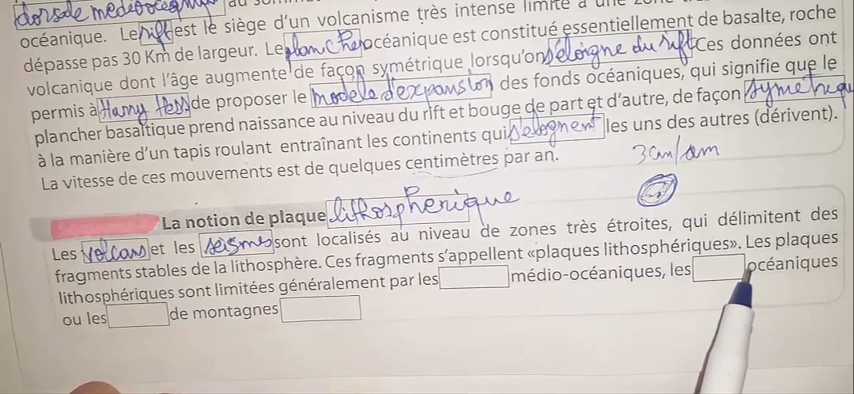 dorsale médioocéanique au som
océanique. Le rift est le siège d'un volcanisme très intense limité à une zone
dépasse pas 30 Km de largeur. Le plancher océanique est constitué essentiellement de basalte, roche
volcanique dont l'âge augmente de façon symétrique lorsqu'on s'éloigne du rift Ces données ont
permis à Harry Hess de proposer le modèle d'expansion des fonds océaniques, qui signifie que le
plancher basaltique prend naissance au niveau du rift et bouge de part et d'autre, de façon symétriqu
à la manière d'un tapis roulant entraînant les continents qui s'éloignent les uns des autres (dérivent).
La vitesse de ces mouvements est de quelques centimètres par an. 3cm/am
La notion de plaque lithosphérique
Les volcans et les séismes sont localisés au niveau de zones très étroites, qui délimitent des
fragments stables de la lithosphère. Ces fragments s'appellent «plaques lithosphériques». Les plaques
lithosphériques sont limitées généralement par les médio-océaniques, les océaniques
ou les de montagnes